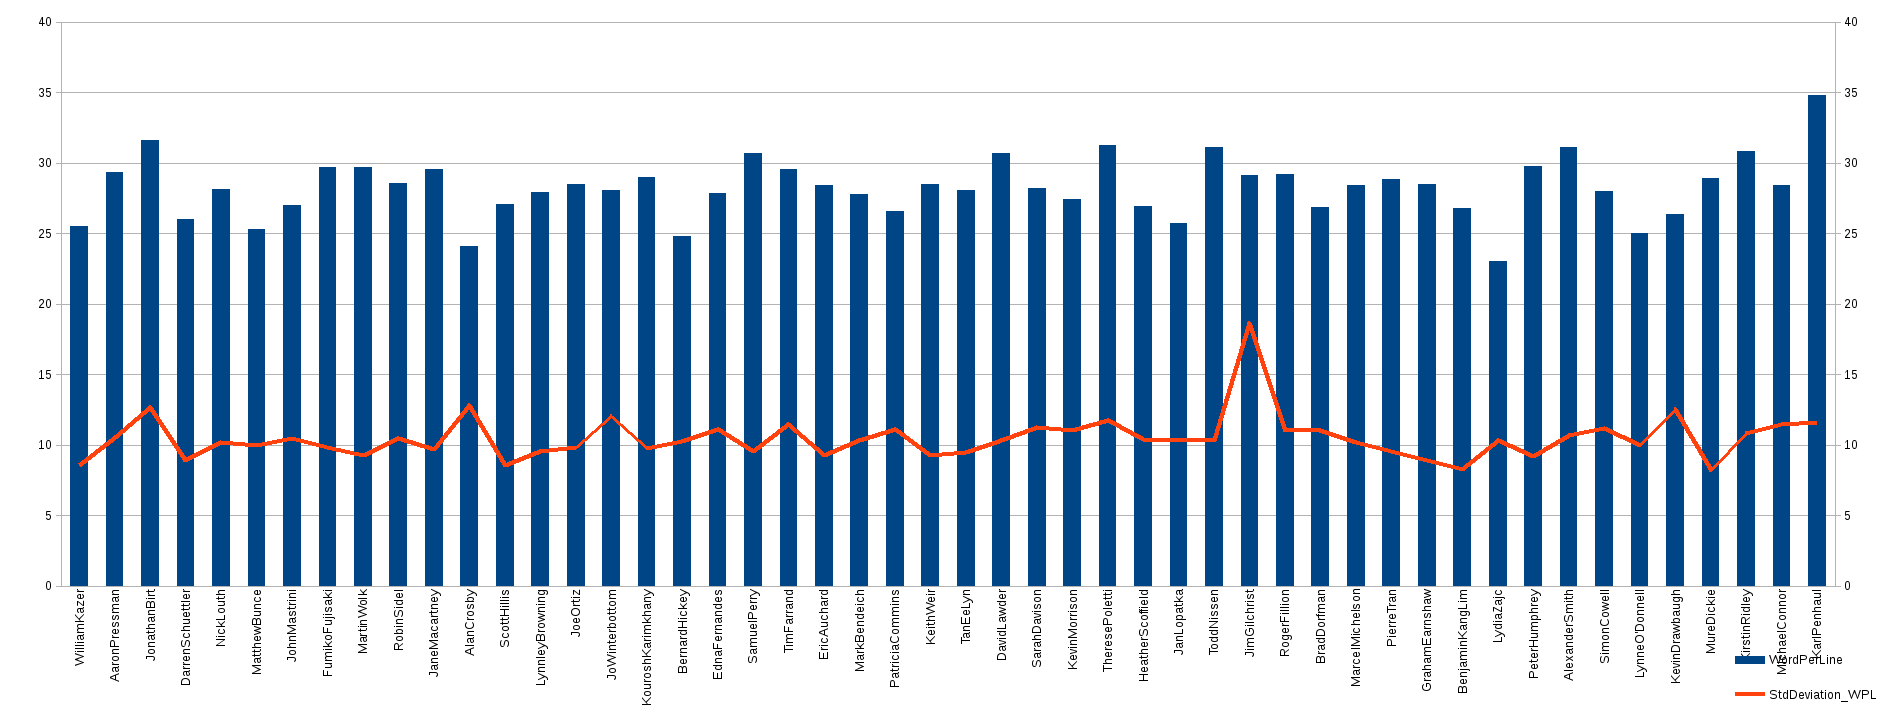 40
35
30
25
20
15
10
5
0
40
35
30
25
20
15
10
5
0
WilliamKazer
AaronPressman
JonathanBirt
DarrenSchuettler
NickLouth
MatthewBunce
JohnMastrini
FumikoFujisaki
MartinWolk
RobinSidel
JaneMacartney
AlanCrosby
ScottHillis
LynnleyBrowning
JoeOrtiz
JoWinterbottom
KouroshKarimkhany
BernardHickey
EdnaFernandes
SamuelPerry
TimFarrand
EricAuchard
MarkBendeich
PatriciaCommins
KeithWeir
TanEeLyn
DavidLawder
SarahDavison
KevinMorrison
TheresePoletti
HeatherScoffield
JanLopatka
ToddNissen
JimGilchrist
RogerFillion
BradDorfman
MarcelMichelson
PierreTran
GrahamEarnshaw
BenjaminKangLim
LydiaZajc
PeterHumphrey
AlexanderSmith
SimonCowell
LynneO'Donnell
KevinDrawbaugh
MureDickie
KirstinRidley
MichaelConnor
KarlPenhaul
WordPerLine
StdDeviation_WPL